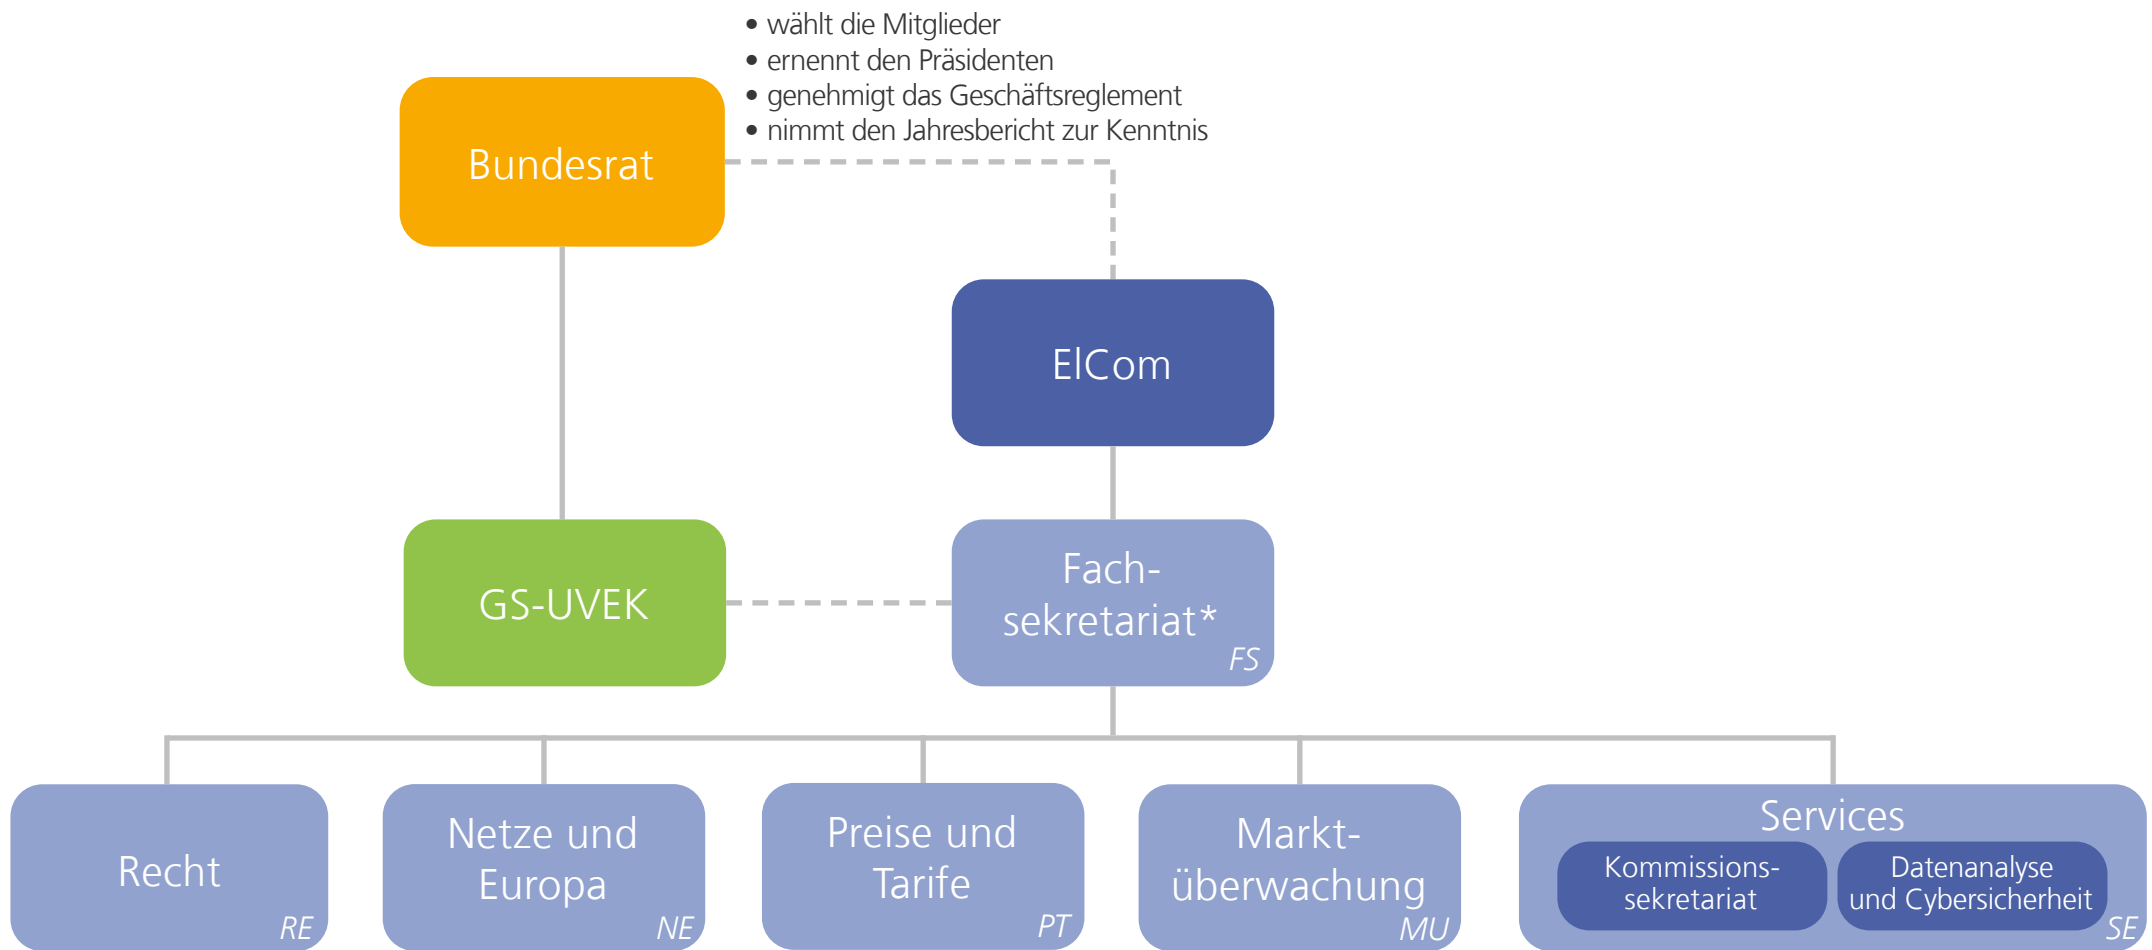 • wählt die Mitglieder
• ernennt den Präsidenten
• genehmigt das Geschäftsreglement
• nimmt den Jahresbericht zur Kenntnis
Bundesrat
ElCom
GS-UVEK
Fach-
sekretariat*
FS
Recht
RE
Netze und
Europa
NE
Preise und
Tarife
PT
Markt-
überwachung
MU
Services
Kommissions-
sekretariat
Datenanalyse
und Cybersicherheit
SE